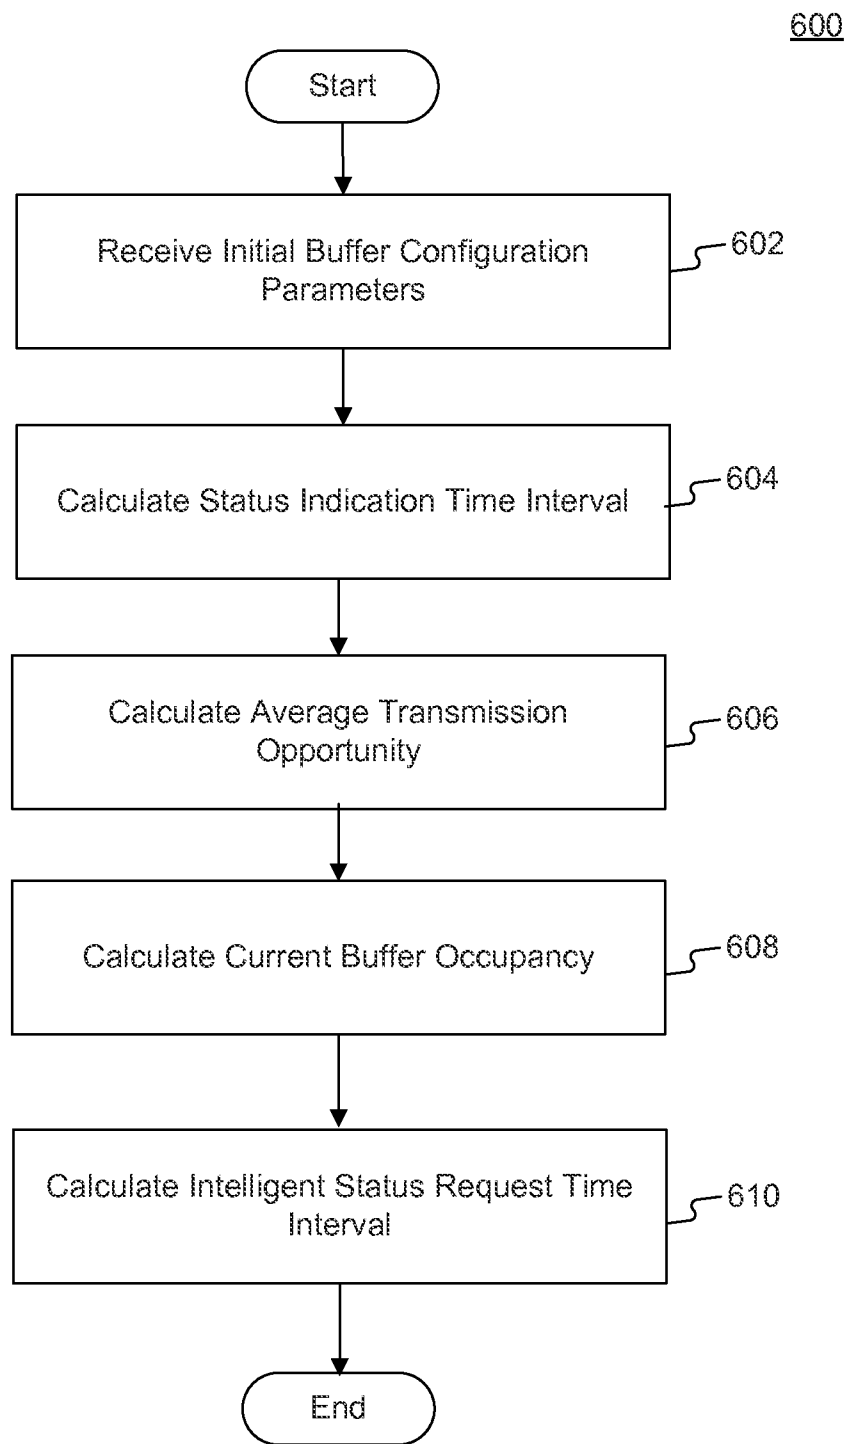 600
Start
Receive Initial Buffer Configuration
Parameters
602
Calculate Status Indication Time Interval
604
Calculate Average Transmission
Opportunity
606
Calculate Current Buffer Occupancy
608
Calculate Intelligent Status Request Time
Interval
610
End